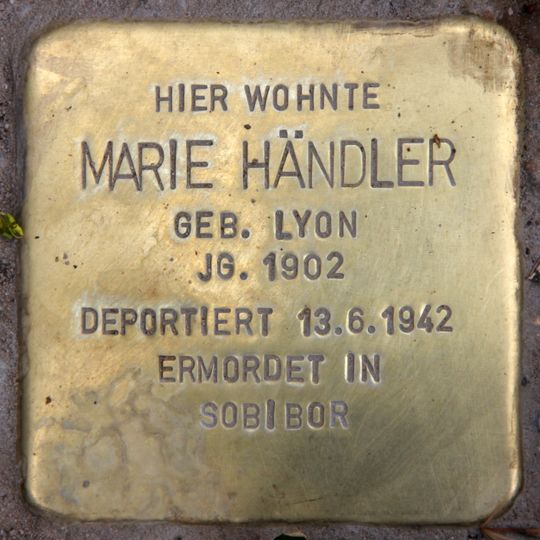 HIER WOHNTE
MARIE HÄNDLER
GEB. LYON
JG. 1902
DEPORTIERT 13.6.1942
ERMORDET IN
SOBIBOR